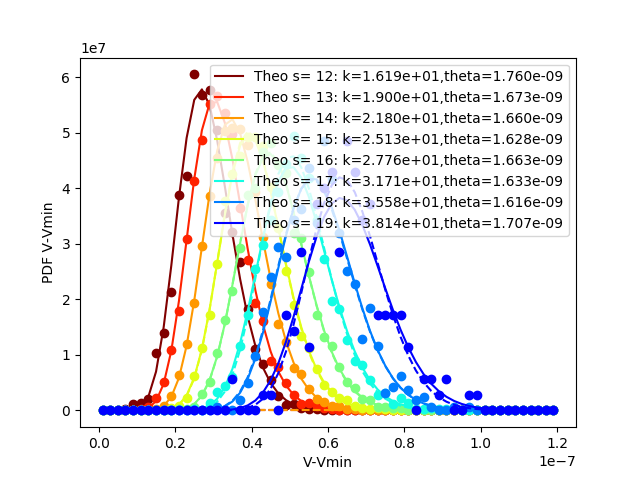 1e7
Theo s= 12: k=1.619e+01,theta=1.760e-09
Theo s= 13: k=1.900e+01,theta=1.673e-09
Theo s= 14: k=2.180e+01,theta=1.660e-09
Theo s= 15: k=2.513e+01,theta=1.628e-09
Theo s= 16: k=2.776e+01,theta=1.663e-09
Theo s= 17: k=3.171e+01,theta=1.633e-09
Theo s= 18: k=3.558e+01,theta=1.616e-09
Theo s= 19: k=3.814e+01,theta=1.707e-09
6
5
4
3
2
1
0
PDF V-Vmin
0.0 0.2 0.4 0.6 0.8 1.0 1.2
V-Vmin
1e−7